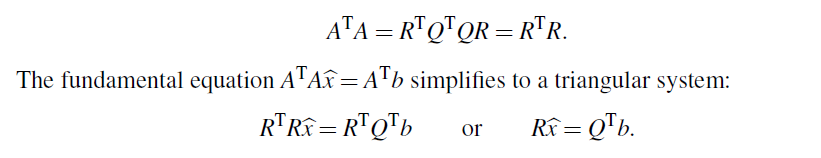 AᵀA = RᵀQᵀQR = RᵀR.
The fundamental equation AᵀAx̂ = Aᵀb simplifies to a triangular system:
RᵀRx̂ = RᵀQᵀb or Rx̂ = Qᵀb.